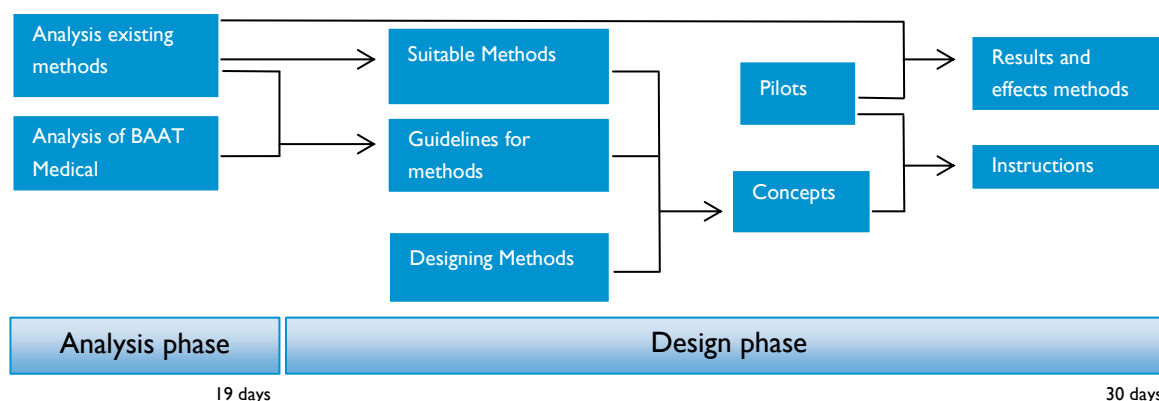 Analysis existing
methods
Analysis of BAAT
Medical
Suitable Methods
Guidelines for
methods
Designing Methods
Pilots
Concepts
Results and
effects methods
Instructions
Analysis phase
Design phase
19 days
30 days